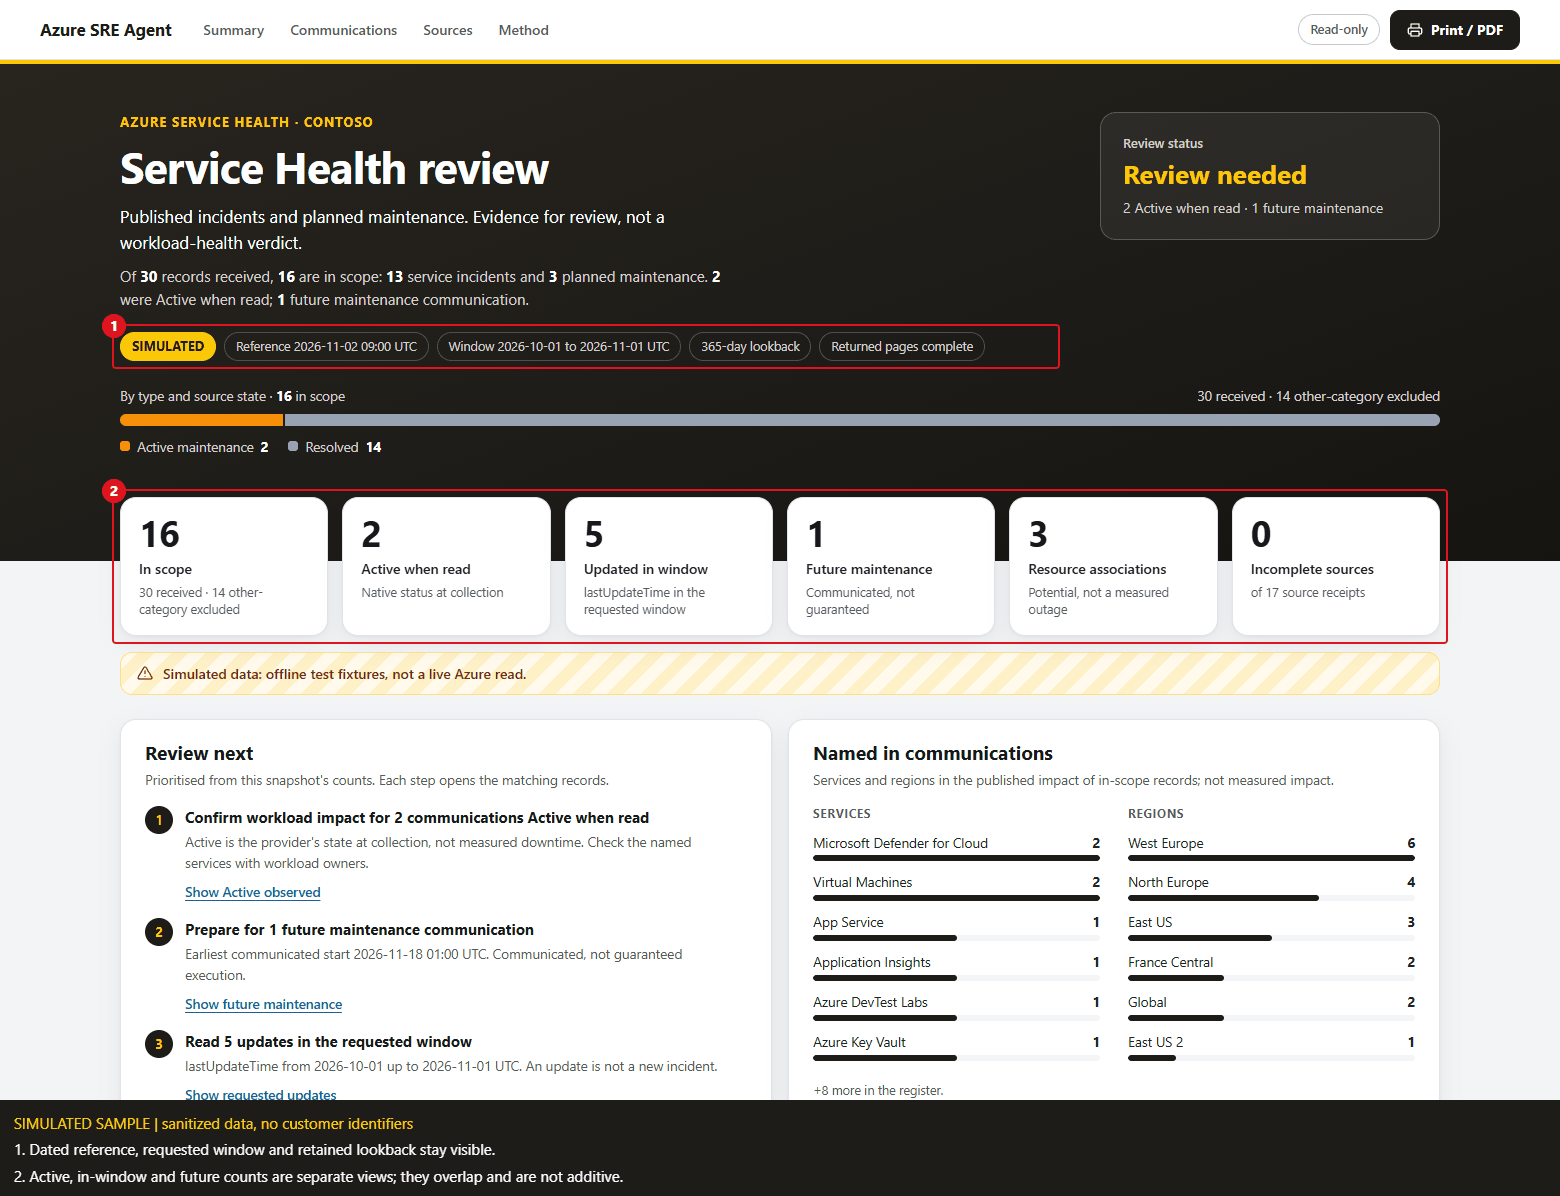 Azure SRE Agent
Summary
Communications
Sources
Method
Read-only
Print / PDF
AZURE SERVICE HEALTH · CONTOSO
Service Health review
Published incidents and planned maintenance. Evidence for review, not a
workload-health verdict.
Of 30 records received, 16 are in scope: 13 service incidents and 3 planned maintenance. 2
were Active when read; 1 future maintenance communication.
Review status
Review needed
2 Active when read · 1 future maintenance
1
SIMULATED
Reference 2026-11-02 09:00 UTC
Window 2026-10-01 to 2026-11-01 UTC
365-day lookback
Returned pages complete
By type and source state · 16 in scope
30 received · 14 other-category excluded
Active maintenance 2
Resolved 14
2
16
In scope
30 received · 14 other-
category excluded
2
Active when read
Native status at collection
5
Updated in window
lastUpdateTime in the
requested window
1
Future maintenance
Communicated, not
guaranteed
3
Resource associations
Potential, not a measured
outage
0
Incomplete sources
of 17 source receipts
Simulated data: offline test fixtures, not a live Azure read.
Review next
Prioritised from this snapshot's counts. Each step opens the matching records.
1
Confirm workload impact for 2 communications Active when read
Active is the provider's state at collection, not measured downtime. Check the named
services with workload owners.
Show Active observed
2
Prepare for 1 future maintenance communication
Earliest communicated start 2026-11-18 01:00 UTC. Communicated, not guaranteed
execution.
Show future maintenance
3
Read 5 updates in the requested window
lastUpdateTime from 2026-10-01 up to 2026-11-01 UTC. An update is not a new incident.
Show requested updates
Named in communications
Services and regions in the published impact of in-scope records; not measured impact.
SERVICES
Microsoft Defender for Cloud 2
Virtual Machines 2
App Service 1
Application Insights 1
Azure DevTest Labs 1
Azure Key Vault 1
REGIONS
West Europe 6
North Europe 4
East US 3
France Central 2
Global 2
East US 2 1
+8 more in the register.
SIMULATED SAMPLE | sanitized data, no customer identifiers
1. Dated reference, requested window and retained lookback stay visible.
2. Active, in-window and future counts are separate views; they overlap and are not additive.